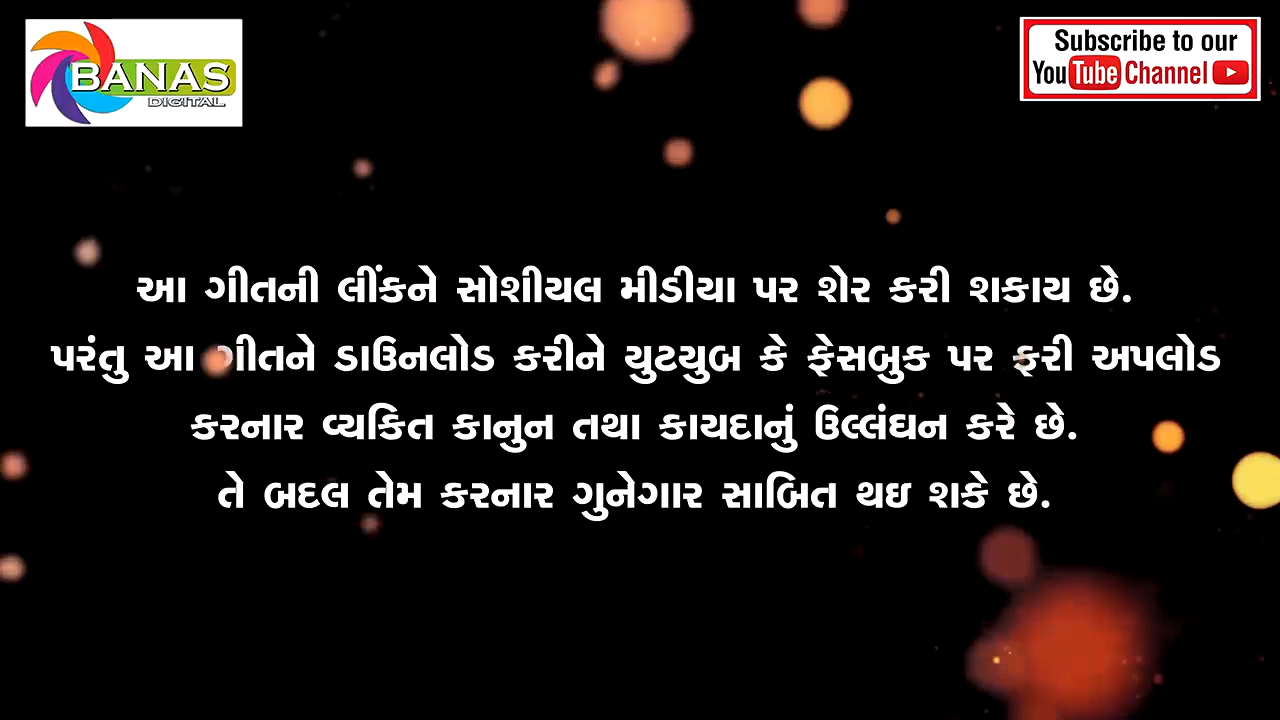 BANAS
DIGITAL
Subscribe to our
YouTube Channel
આ ગીતની લીંકને સોશીયલ મીડીયા પર શેર કરી શકાય છે.
પરંતુ આ ગીતને ડાઉનલોડ કરીને યુટયુબ કે ફેસબુક પર ફરી અપલોડ
કરનાર વ્યકિત કાનુન તથા કાયદાનું ઉલ્લંઘન કરે છે.
તે બદલ તેમ કરનાર ગુનેગાર સાબિત થઇ શકે છે.